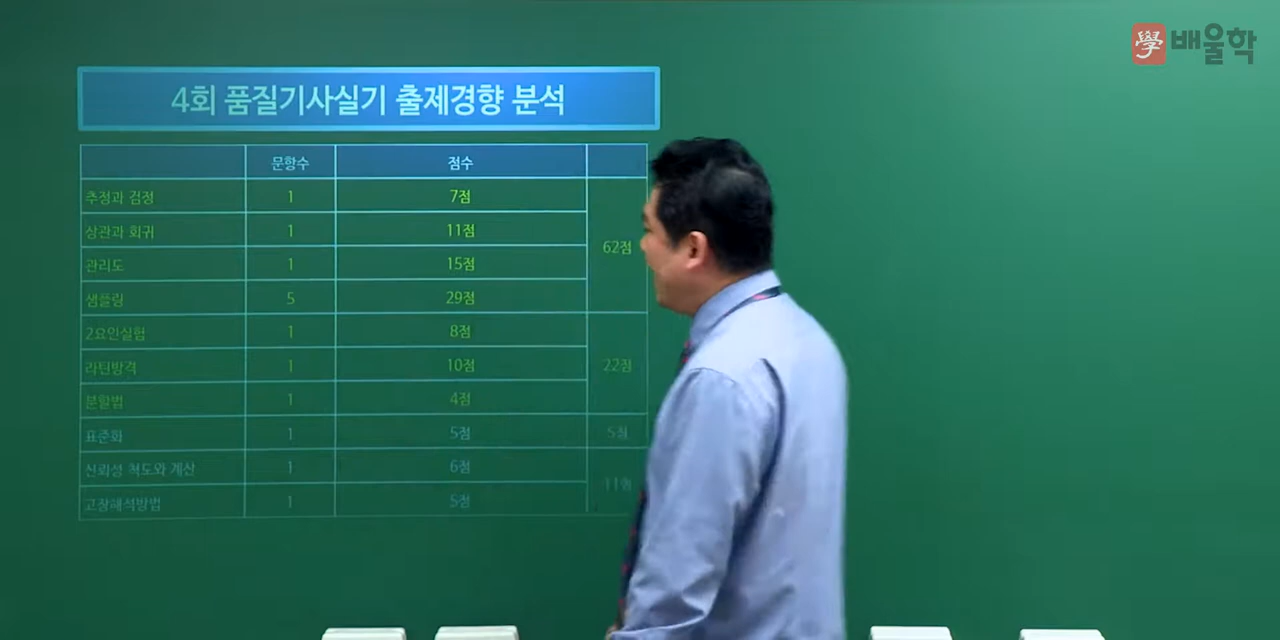 學 배울학
4회 품질기사실기 출제경향 분석
문항수 점수
추정과 검정 1 7점
상관과 회귀 1 11점
62점
관리도 1 15점
샘플링 5 29점
2요인실험 1 8점
라틴방격 1 10점 22점
분할법 1 4점
표준화 1 5점 5점
신뢰성 척도와 계산 1 6점
11점
고장해석방법 1 5점